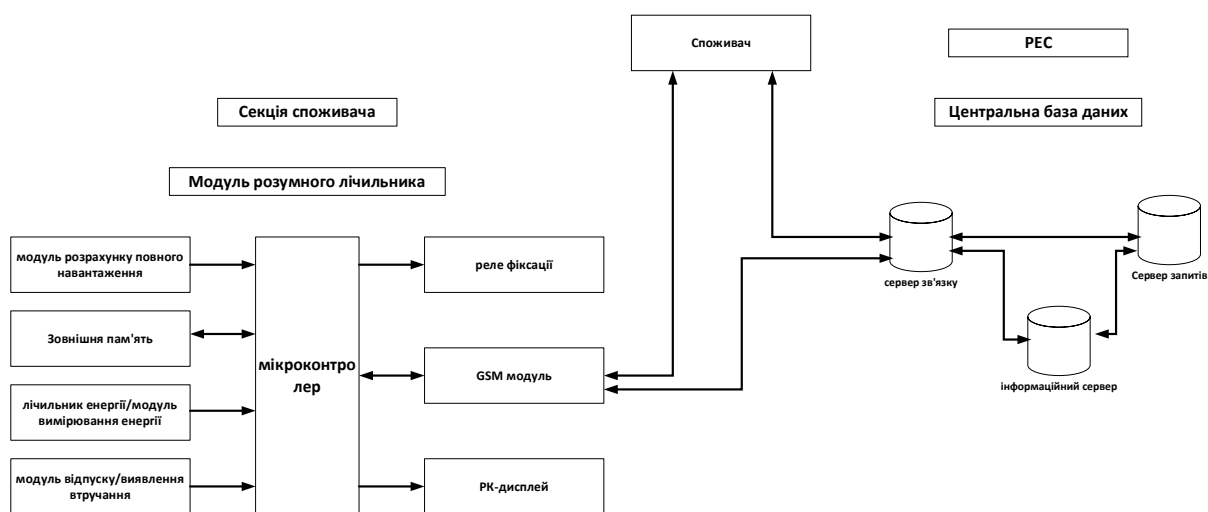 Споживач
РЕС
Секція споживача
Центральна база даних
Модуль розумного лічильника
модуль розрахунку повного
навантаження
Зовнішня пам'ять
лічильник енергії/модуль
вимірювання енергії
модуль відпуску/виявлення
втручання
мікроконтро
лер
реле фіксації
GSM модуль
РК-дисплей
сервер зв'язку
Сервер запитів
інформаційний сервер